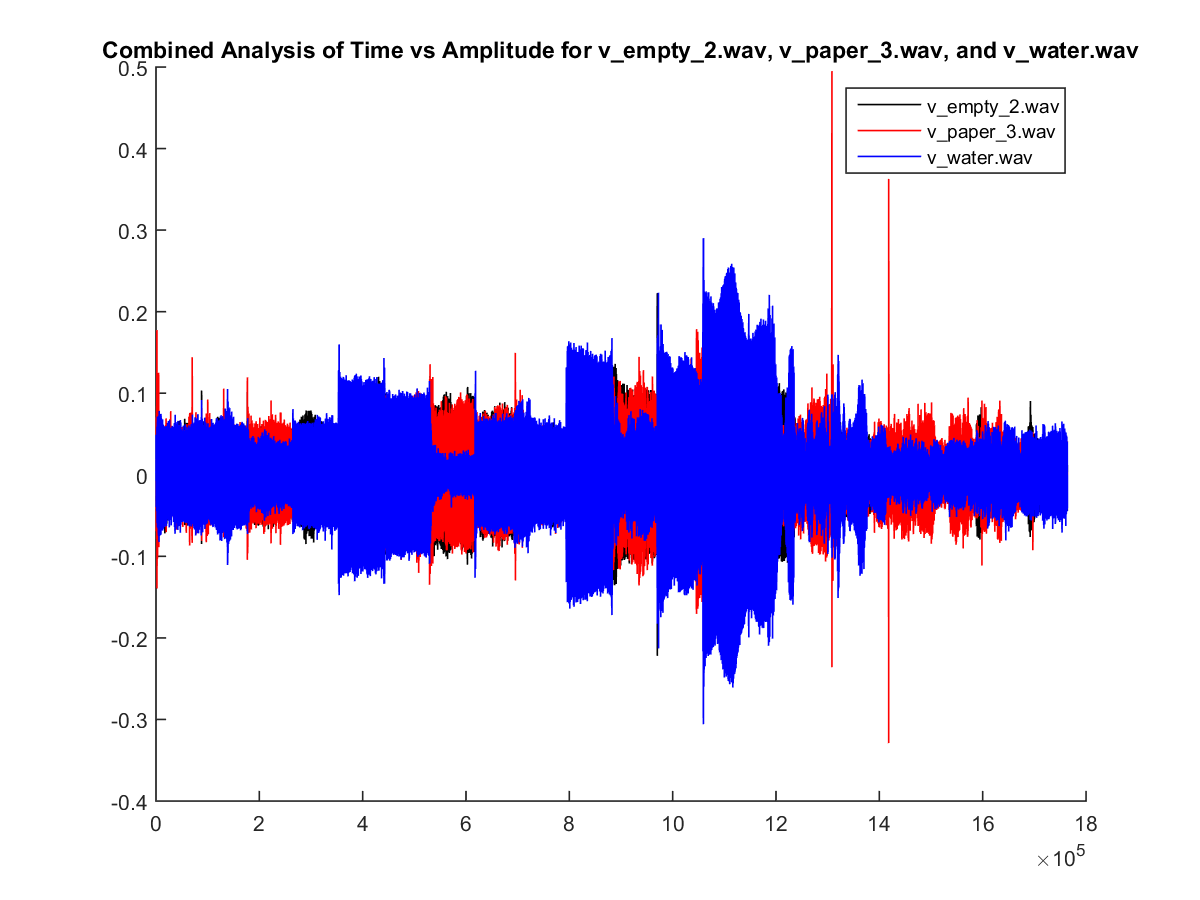 Combined Analysis of Time vs Amplitude for v_empty_2.wav, v_paper_3.wav, and v_water.wav
v_empty_2.wav
v_paper_3.wav
v_water.wav
0.5
0.4
0.3
0.2
0.1
0
-0.1
-0.2
-0.3
-0.4
0 2 4 6 8 10 12 14 16 18
×10^5